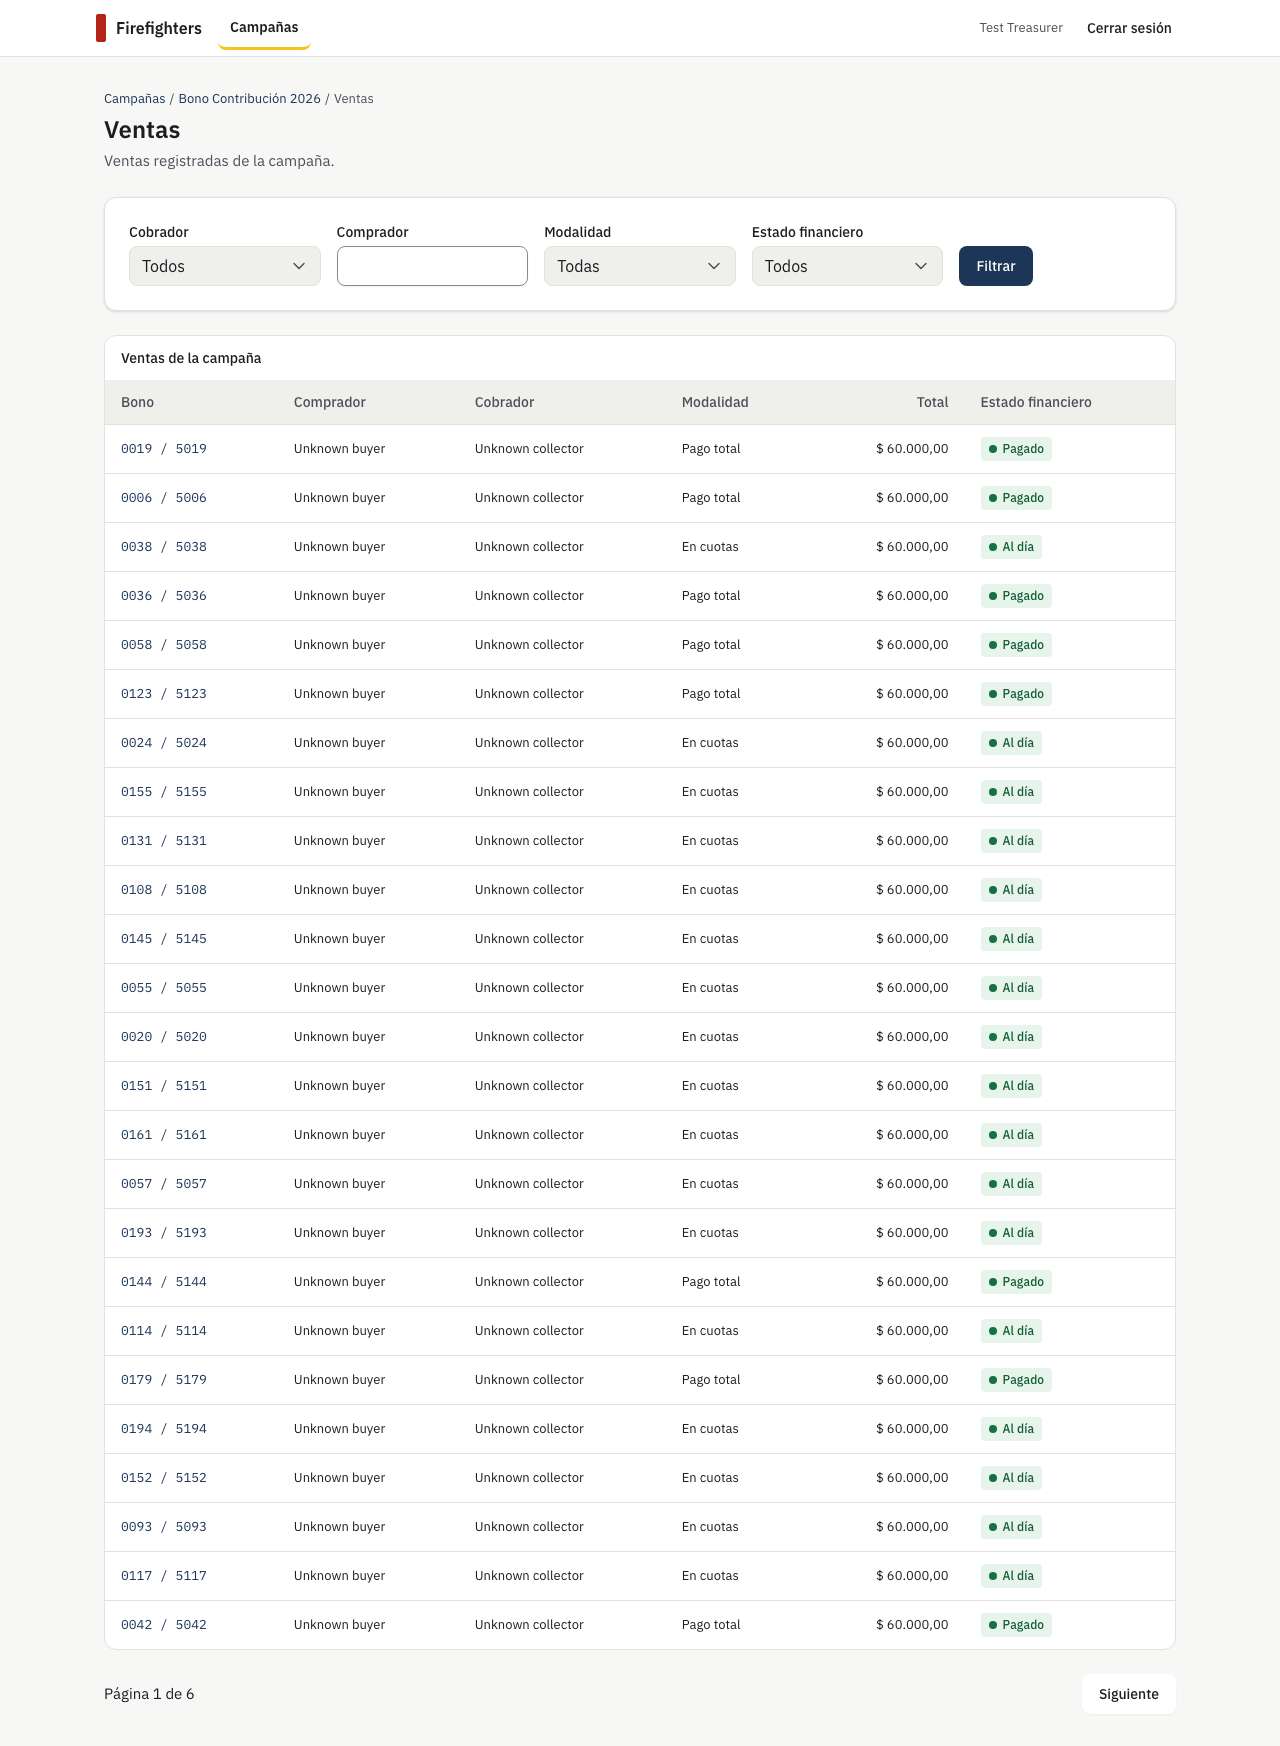 Firefighters Campañas Test Treasurer Cerrar sesión
Campañas / Bono Contribución 2026 / Ventas
Ventas
Ventas registradas de la campaña.
Cobrador Comprador Modalidad Estado financiero
Todos Todas Todos Filtrar
Ventas de la campaña
Bono Comprador Cobrador Modalidad Total Estado financiero
0019 / 5019 Unknown buyer Unknown collector Pago total $ 60.000,00 Pagado
0006 / 5006 Unknown buyer Unknown collector Pago total $ 60.000,00 Pagado
0038 / 5038 Unknown buyer Unknown collector En cuotas $ 60.000,00 Al día
0036 / 5036 Unknown buyer Unknown collector Pago total $ 60.000,00 Pagado
0058 / 5058 Unknown buyer Unknown collector Pago total $ 60.000,00 Pagado
0123 / 5123 Unknown buyer Unknown collector Pago total $ 60.000,00 Pagado
0024 / 5024 Unknown buyer Unknown collector En cuotas $ 60.000,00 Al día
0155 / 5155 Unknown buyer Unknown collector En cuotas $ 60.000,00 Al día
0131 / 5131 Unknown buyer Unknown collector En cuotas $ 60.000,00 Al día
0108 / 5108 Unknown buyer Unknown collector En cuotas $ 60.000,00 Al día
0145 / 5145 Unknown buyer Unknown collector En cuotas $ 60.000,00 Al día
0055 / 5055 Unknown buyer Unknown collector En cuotas $ 60.000,00 Al día
0020 / 5020 Unknown buyer Unknown collector En cuotas $ 60.000,00 Al día
0151 / 5151 Unknown buyer Unknown collector En cuotas $ 60.000,00 Al día
0161 / 5161 Unknown buyer Unknown collector En cuotas $ 60.000,00 Al día
0057 / 5057 Unknown buyer Unknown collector En cuotas $ 60.000,00 Al día
0193 / 5193 Unknown buyer Unknown collector En cuotas $ 60.000,00 Al día
0144 / 5144 Unknown buyer Unknown collector Pago total $ 60.000,00 Pagado
0114 / 5114 Unknown buyer Unknown collector En cuotas $ 60.000,00 Al día
0179 / 5179 Unknown buyer Unknown collector Pago total $ 60.000,00 Pagado
0194 / 5194 Unknown buyer Unknown collector En cuotas $ 60.000,00 Al día
0152 / 5152 Unknown buyer Unknown collector En cuotas $ 60.000,00 Al día
0093 / 5093 Unknown buyer Unknown collector En cuotas $ 60.000,00 Al día
0117 / 5117 Unknown buyer Unknown collector En cuotas $ 60.000,00 Al día
0042 / 5042 Unknown buyer Unknown collector Pago total $ 60.000,00 Pagado
Página 1 de 6 Siguiente